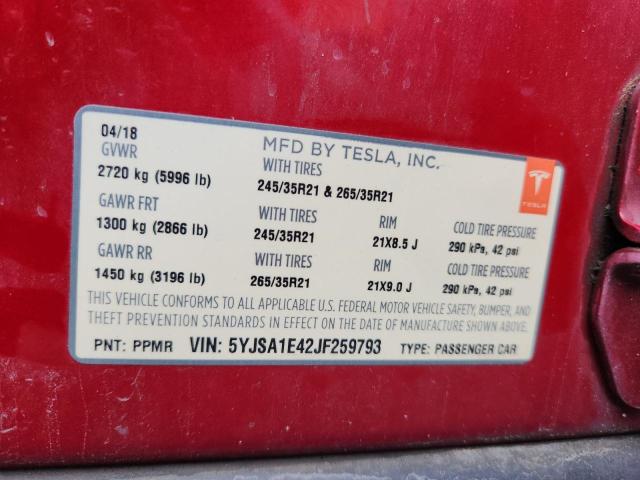 04/18
MFD BY TESLA, INC.
GVWR
WITH TIRES
2720 kg (5996 lb)
245/35R21 & 265/35R21
TESLA
GAWR FRT
WITH TIRES
RIM
COLD TIRE PRESSURE
1300 kg (2866 lb)
245/35R21
21X8.5 J
290 kPa, 42 psi
GAWR RR
WITH TIRES
RIM
COLD TIRE PRESSURE
1450 kg (3196 lb)
265/35R21
21X9.0 J
290 kPa, 42 psi
THIS VEHICLE CONFORMS TO ALL APPLICABLE U.S. FEDERAL MOTOR VEHICLE SAFETY, BUMPER, AND
THEFT PREVENTION STANDARDS IN EFFECT ON THE DATE OF MANUFACTURE SHOWN ABOVE.
PNT: PPMR VIN: 5YJSA1E42JF259793 TYPE: PASSENGER CAR